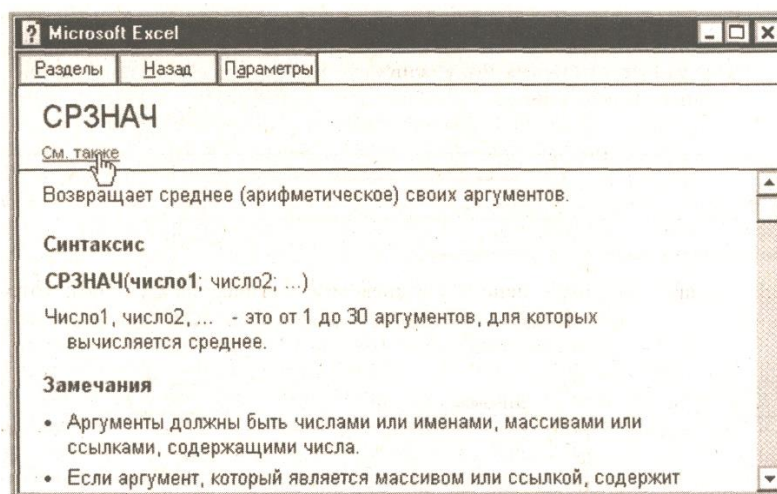 Microsoft Excel
Разделы Назад Параметры
СРЗНАЧ
См. также
Возвращает среднее (арифметическое) своих аргументов.
Синтаксис
СРЗНАЧ(число1; число2; ...)
Число1, число2, ... - это от 1 до 30 аргументов, для которых
вычисляется среднее.
Замечания
• Аргументы должны быть числами или именами, массивами или
ссылками, содержащими числа.
• Если аргумент, который является массивом или ссылкой, содержит